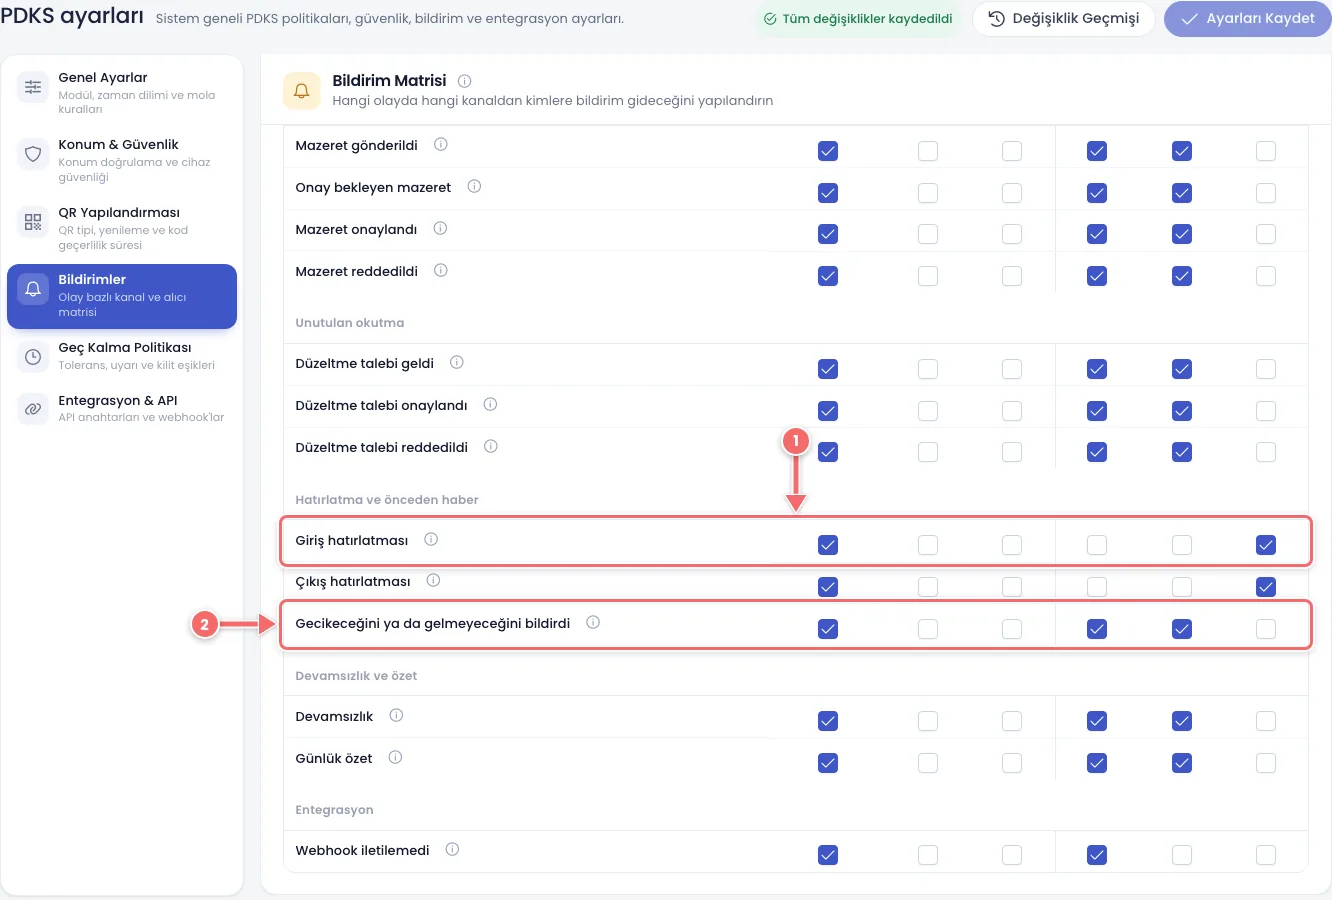 PDKS ayarları
Sistem geneli PDKS politikaları, güvenlik, bildirim ve entegrasyon ayarları.
Tüm değişiklikler kaydedildi
Değişiklik Geçmişi
Ayarları Kaydet
Genel Ayarlar
Modül, zaman dilimi ve mola
kuralları
Konum & Güvenlik
Konum doğrulama ve cihaz
güvenliği
QR Yapılandırması
QR tipi, yenileme ve kod
geçerlilik süresi
Bildirimler
Olay bazlı kanal ve alıcı
matrisi
Geç Kalma Politikası
Tolerans, uyarı ve kilit eşikleri
Entegrasyon & API
API anahtarları ve webhook'lar
Bildirim Matrisi
Hangi olayda hangi kanaldan kimlere bildirim gideceğini yapılandırın
Mazeret gönderildi
Onay bekleyen mazeret
Mazeret onaylandı
Mazeret reddedildi
Unutulan okutma
Düzeltme talebi geldi
Düzeltme talebi onaylandı
Düzeltme talebi reddedildi
1
Hatırlatma ve önceden haber
Giriş hatırlatması
Çıkış hatırlatması
2
Gecikeceğini ya da gelmeyeceğini bildirdi
Devamsızlık ve özet
Devamsızlık
Günlük özet
Entegrasyon
Webhook iletilemedi